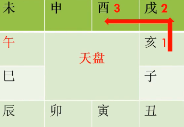 未 申 酉 3 戌 2
午 天盘 亥 1
巳 子
辰 卯 寅 丑